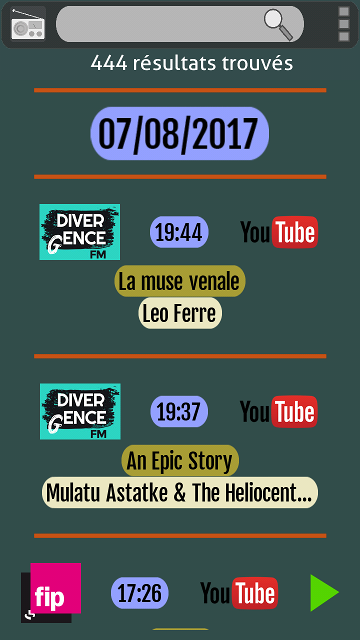 444 résultats trouvés
07/08/2017
DIVER
GENCE
FM
19:44
YouTube
La muse venale
Leo Ferre
DIVER
GENCE
FM
19:37
YouTube
An Epic Story
Mulatu Astatke & The Heliocent...
fip
17:26
YouTube